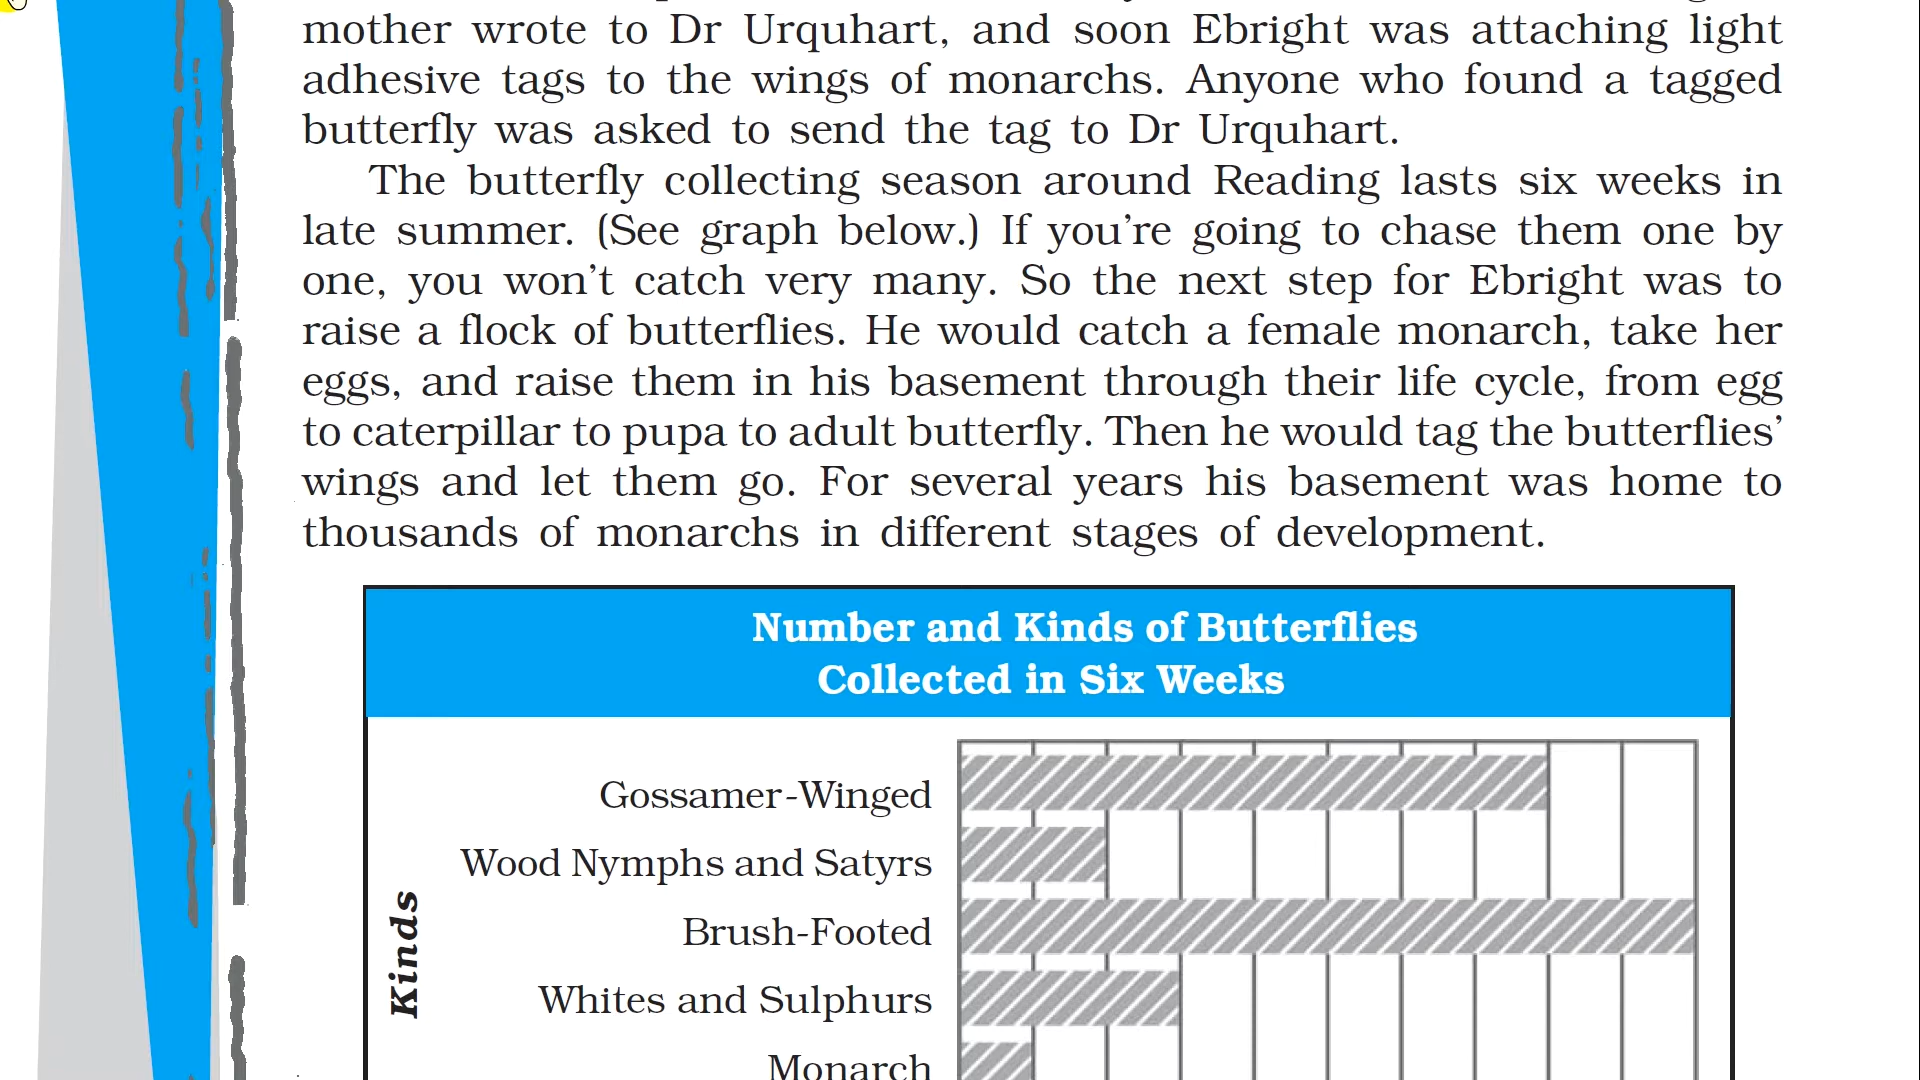 mother wrote to Dr Urquhart, and soon Ebright was attaching light
adhesive tags to the wings of monarchs. Anyone who found a tagged
butterfly was asked to send the tag to Dr Urquhart.
The butterfly collecting season around Reading lasts six weeks in
late summer. (See graph below.) If you’re going to chase them one by
one, you won’t catch very many. So the next step for Ebright was to
raise a flock of butterflies. He would catch a female monarch, take her
eggs, and raise them in his basement through their life cycle, from egg
to caterpillar to pupa to adult butterfly. Then he would tag the butterflies’
wings and let them go. For several years his basement was home to
thousands of monarchs in different stages of development.
Number and Kinds of Butterflies
Collected in Six Weeks
Gossamer-Winged
Wood Nymphs and Satyrs
Brush-Footed
Whites and Sulphurs
Monarch
Kinds